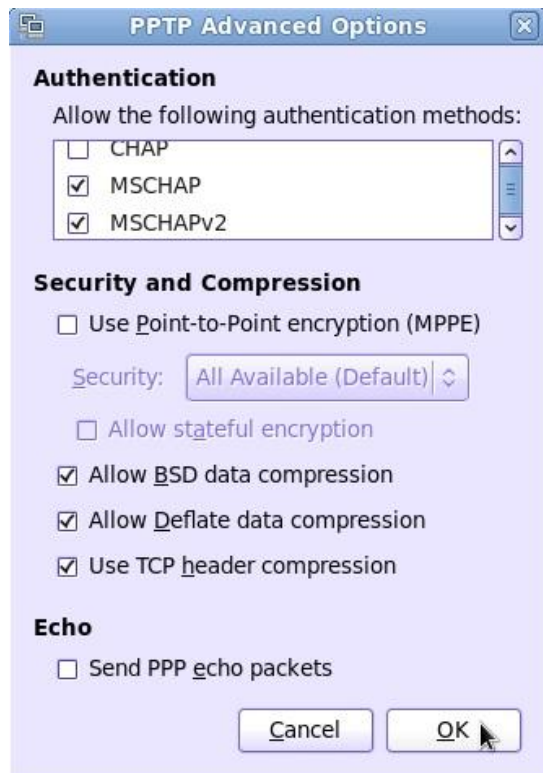 PPTP Advanced Options
Authentication
Allow the following authentication methods:
CHAP
MSCHAP
MSCHAPv2
Security and Compression
Use Point-to-Point encryption (MPPE)
Security: All Available (Default)
Allow stateful encryption
Allow BSD data compression
Allow Deflate data compression
Use TCP header compression
Echo
Send PPP echo packets
Cancel OK